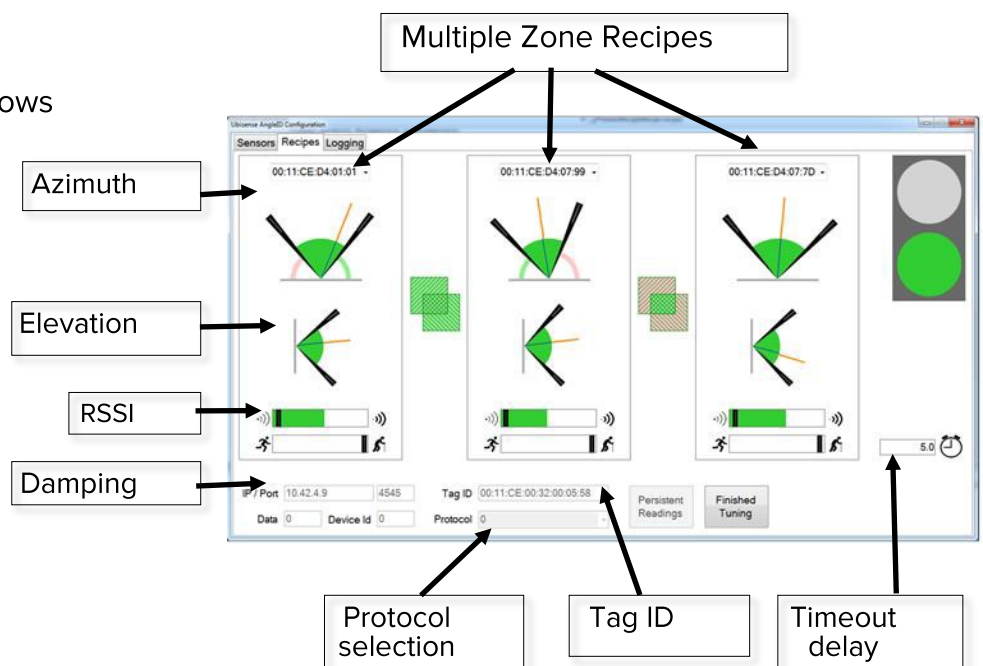 Multiple Zone Recipes
ows
Ubisense AngleID Configuration
Sensors Recipes Logging
Azimuth
00:11:CE:D4:01:01
00:11:CE:D4:07:99
00:11:CE:D4:07:7D
Elevation
RSSI
5.0
Damping
IP / Port 10.42.4.9 4545 Tag ID 00:11:CE:00:32:00:05:58
Persistent Readings
Finished Tuning
Data 0 Device Id 0 Protocol 0
Protocol
selection
Tag ID
Timeout
delay